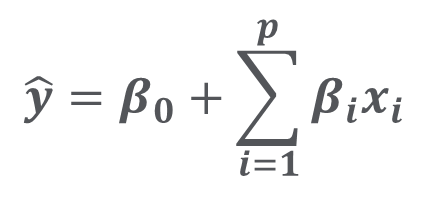 ŷ = β₀ + ∑ᵢ₌₁ᵖ βᵢxᵢ